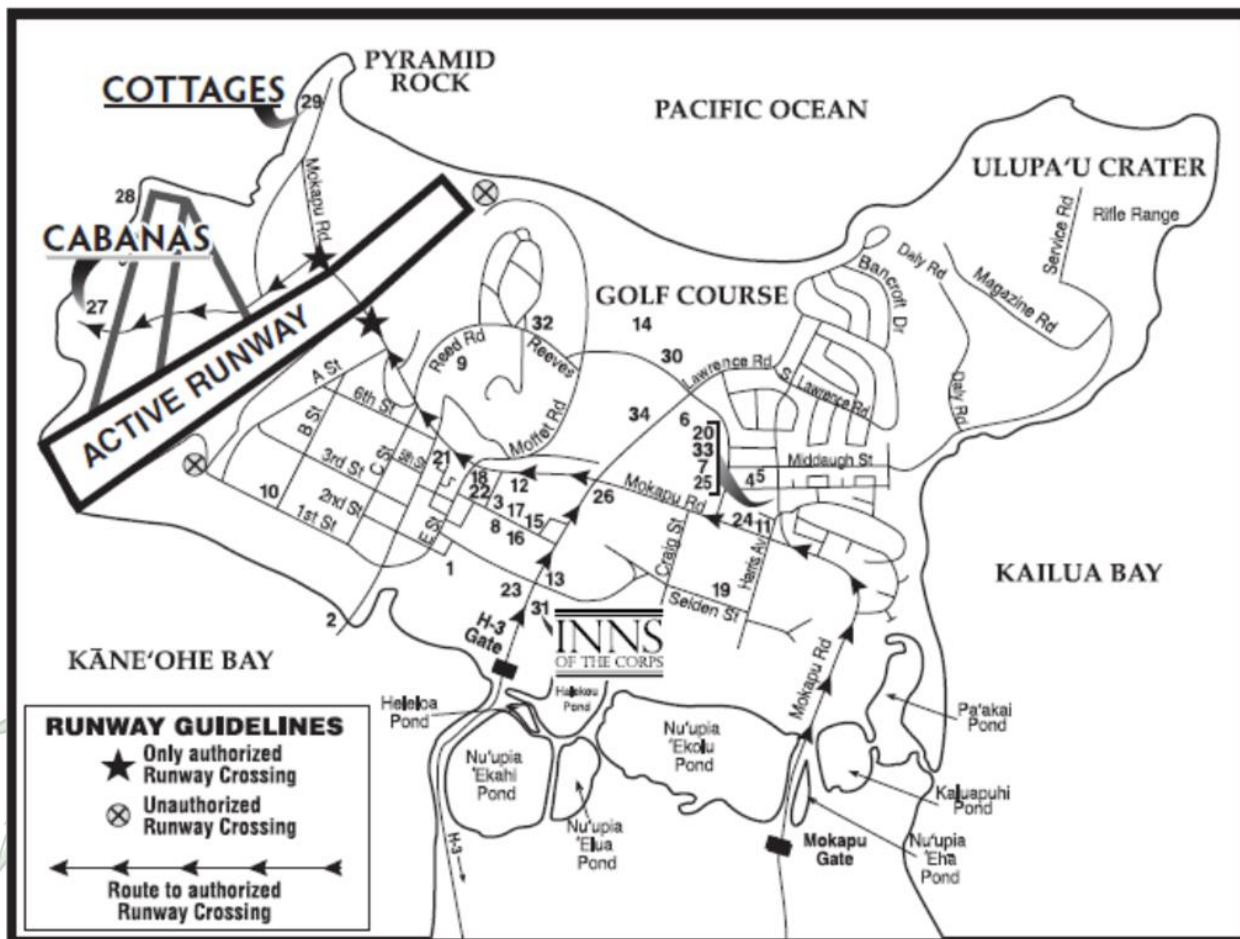 COTTAGES
29
PYRAMID
ROCK
PACIFIC OCEAN
ULUPA‘U CRATER
Service Rd
Rifle Range
Mokapu Rd
28
CABANAS
27
ACTIVE RUNWAY
GOLF COURSE
Bancroft Dr
Daly Rd
Magazine Rd
Daly Rd
32
14
Reed Rd
9
Reeves
30
Lawrence Rd
S. Lawrence Rd
A St
B St
6th St
34
6
20
33
7
25
Moffet Rd
Middaugh St
4
5
C St
5th St
21
3rd St
18
22
12
3
17
15
26
Mokapu Rd
10
2nd St
1st St
8
16
24
11
E St
1
Craig St
Harris Av
19
Selden St
23
13
31
2
H-3
Gate
INNS
OF THE CORPS
KAILUA BAY
KĀNE‘OHE BAY
Mokapu Rd
Heleloa
Pond
Halekou
Pond
Pa‘akai
Pond
Nu‘upia
‘Ekahi
Pond
Nu‘upia
‘Ekolu
Pond
Kaluapuhi
Pond
Nu‘upia
‘Elua
Pond
Mokapu
Gate
Nu‘upia
‘Eha
Pond
H-3
RUNWAY GUIDELINES
Only authorized
Runway Crossing
Unauthorized
Runway Crossing
Route to authorized
Runway Crossing